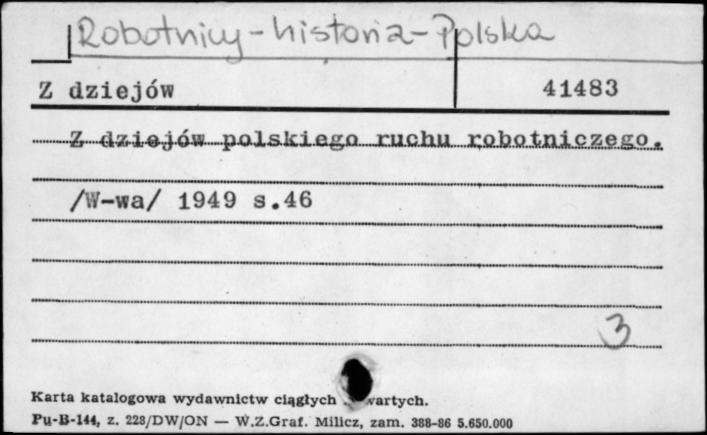 Robotnicy - historia - Polska
Z dziejów 41483
Z dziejów polskiego ruchu robotniczego.
/W-wa/ 1949 s.46
3
Karta katalogowa wydawnictw ciągłych wartych.
Pu-B-144, z. 228/DW/ON — W.Z.Graf. Milicz, zam. 388-86 5.650.000